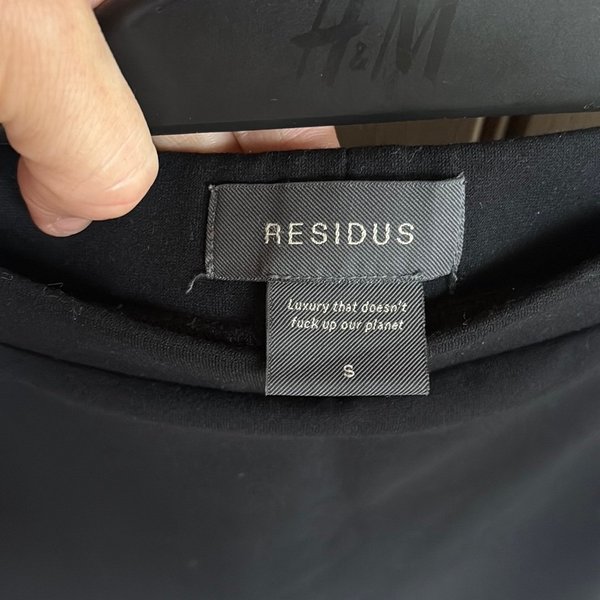 H&M
RESIDUS
Luxury that doesn't
fuck up our planet
S